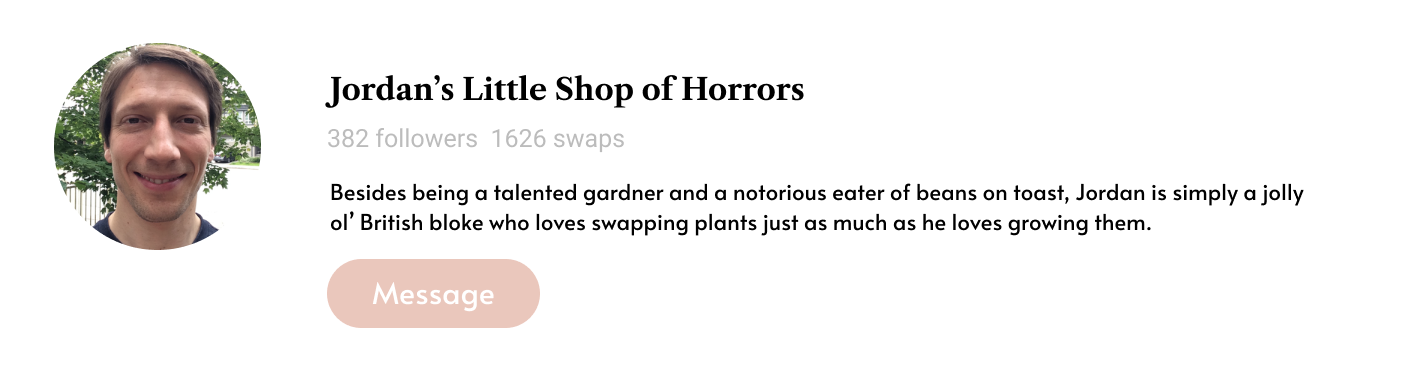 Jordan’s Little Shop of Horrors
382 followers  1626 swaps
Besides being a talented gardner and a notorious eater of beans on toast, Jordan is simply a jolly
ol’ British bloke who loves swapping plants just as much as he loves growing them.
Message